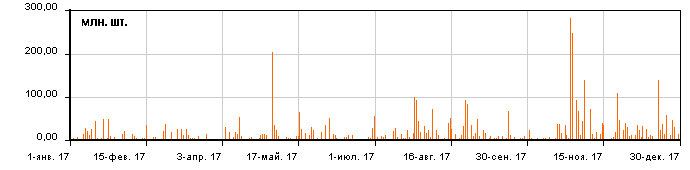 300,00
млн. шт.
200,00
100,00
0,00
1-янв. 17 15-фев. 17 3-апр. 17 17-май. 17 1-июл. 17 16-авг. 17 30-сен. 17 15-ноя. 17 30-дек. 17